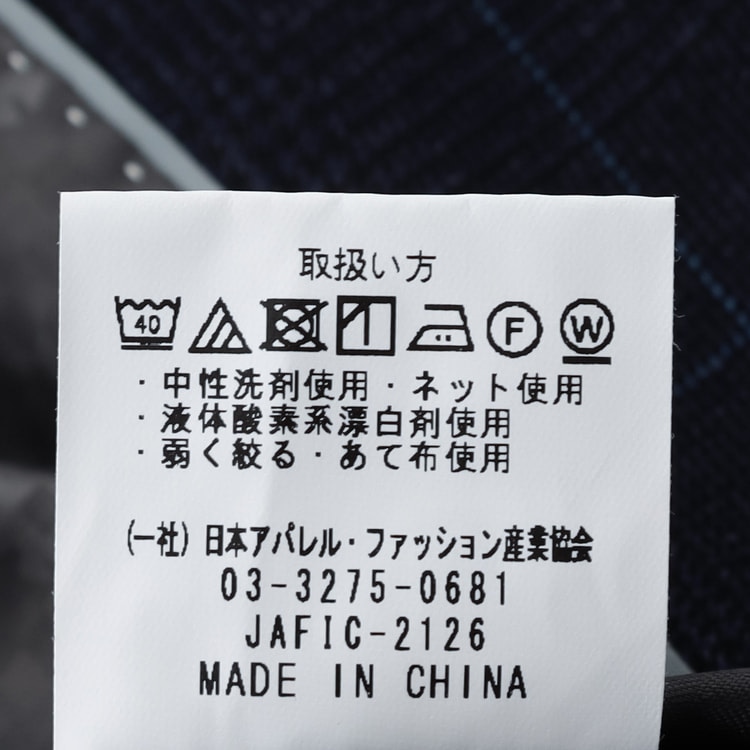 取扱い方
40 F W
・中性洗剤使用・ネット使用
・液体酸素系漂白剤使用
・弱く絞る・あて布使用
(一社)日本アパレル・ファッション産業協会
03-3275-0681
JAFIC-2126
MADE IN CHINA